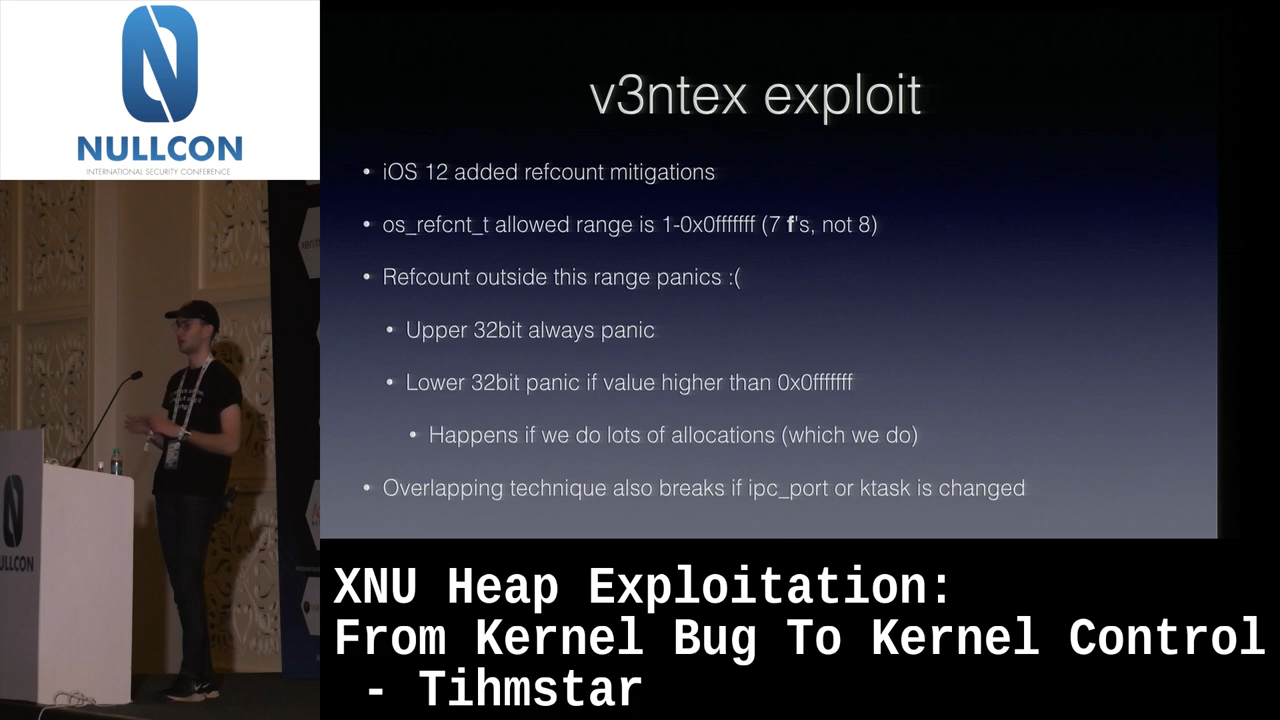 NULLCON
INTERNATIONAL SECURITY CONFERENCE
v3ntex exploit
• iOS 12 added refcount mitigations
• os_refcnt_t allowed range is 1-0x0fffffff (7 f's, not 8)
• Refcount outside this range panics :(
• Upper 32bit always panic
• Lower 32bit panic if value higher than 0x0fffffff
• Happens if we do lots of allocations (which we do)
• Overlapping technique also breaks if ipc_port or ktask is changed
ULLCON
XNU Heap Exploitation:
From Kernel Bug To Kernel Control
- Tihmstar